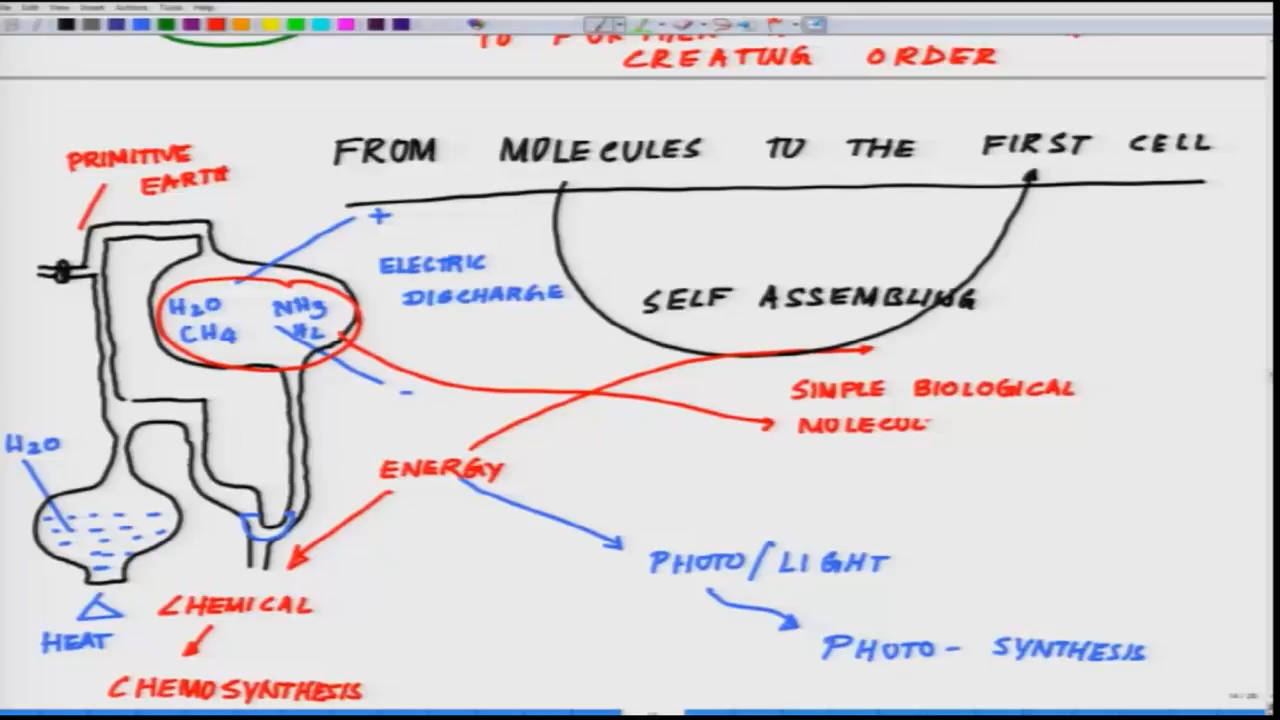 CREATING ORDER
FROM MOLECULES TO THE FIRST CELL
PRIMITIVE
EARTH
+
ELECTRIC
DISCHARGE
H2O NH3
CH4 H2
-
SELF ASSEMBLING
SIMPLE BIOLOGICAL
MOLECUL
H2O
ENERGY
PHOTO/LIGHT
CHEMICAL
HEAT
PHOTO - SYNTHESIS
CHEMOSYNTHESIS